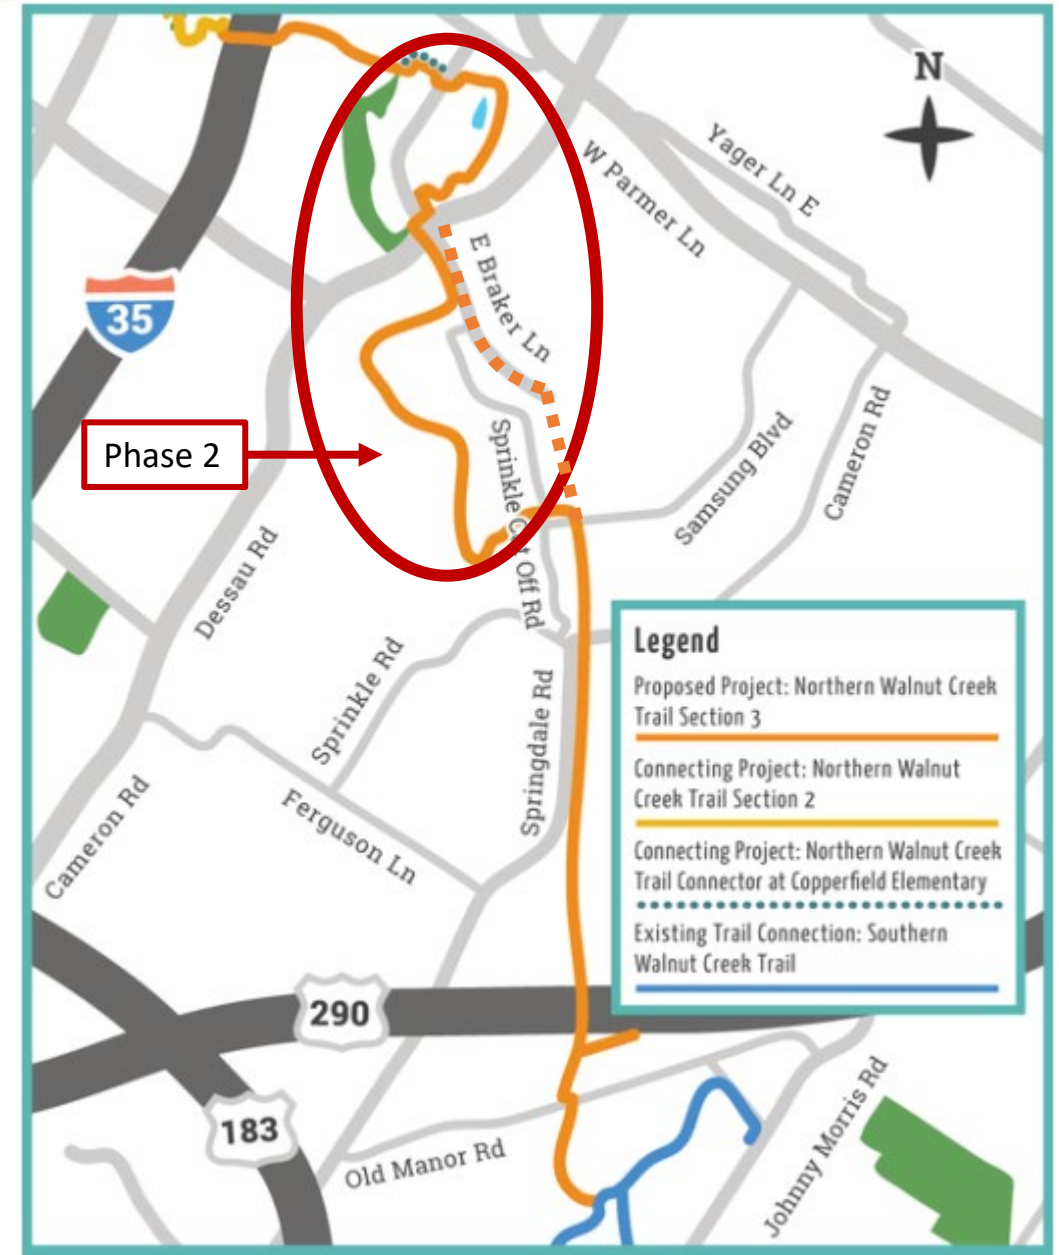 N
Yager Ln E
W Parmer Ln
E Braker Ln
35
Phase 2
Sprinkle Cut Off Rd
Samsung Blvd
Cameron Rd
Dessau Rd
Legend
Proposed Project: Northern Walnut Creek
Trail Section 3
Connecting Project: Northern Walnut
Creek Trail Section 2
Connecting Project: Northern Walnut Creek
Trail Connector at Copperfield Elementary
Existing Trail Connection: Southern
Walnut Creek Trail
Sprinkle Rd
Springdale Rd
Ferguson Ln
Cameron Rd
290
183
Old Manor Rd
Johnny Morris Rd